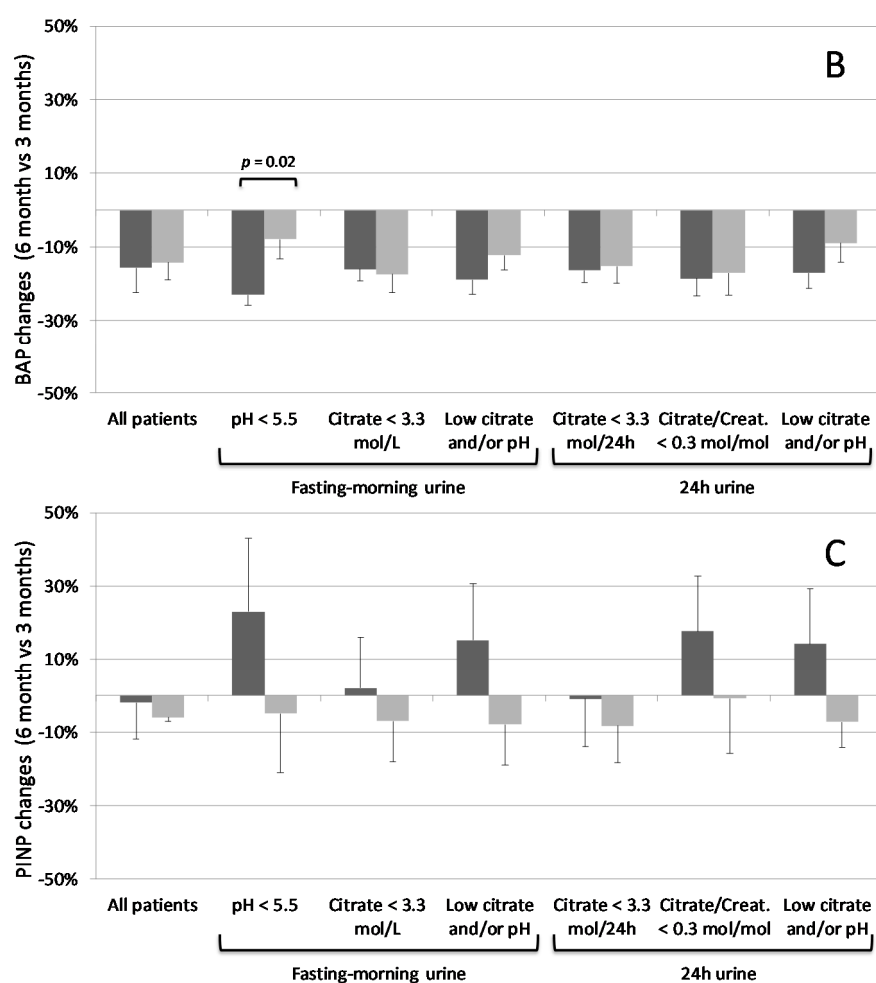 50%
30%
10%
-10%
-30%
-50%
BAP changes (6 month vs 3 months)
B
p = 0.02
All patients
pH < 5.5
Citrate < 3.3
mol/L
Low citrate
and/or pH
Citrate < 3.3
mol/24h
Citrate/Creat.
< 0.3 mol/mol
Low citrate
and/or pH
Fasting-morning urine
24h urine
50%
30%
10%
-10%
-30%
-50%
PINP changes (6 month vs 3 months)
C
All patients
pH < 5.5
Citrate < 3.3
mol/L
Low citrate
and/or pH
Citrate < 3.3
mol/24h
Citrate/Creat.
< 0.3 mol/mol
Low citrate
and/or pH
Fasting-morning urine
24h urine